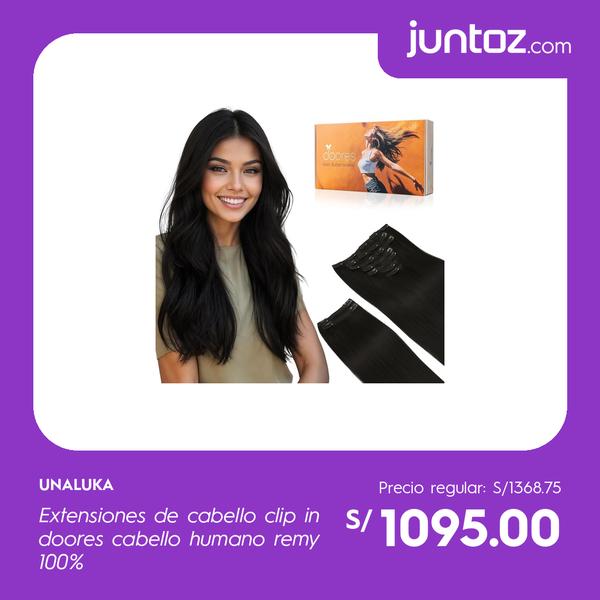 juntoz.com
doores
UNALUKA
Extensiones de cabello clip in
doores cabello humano remy
100%
Precio regular: S/1368.75
S/1095.00